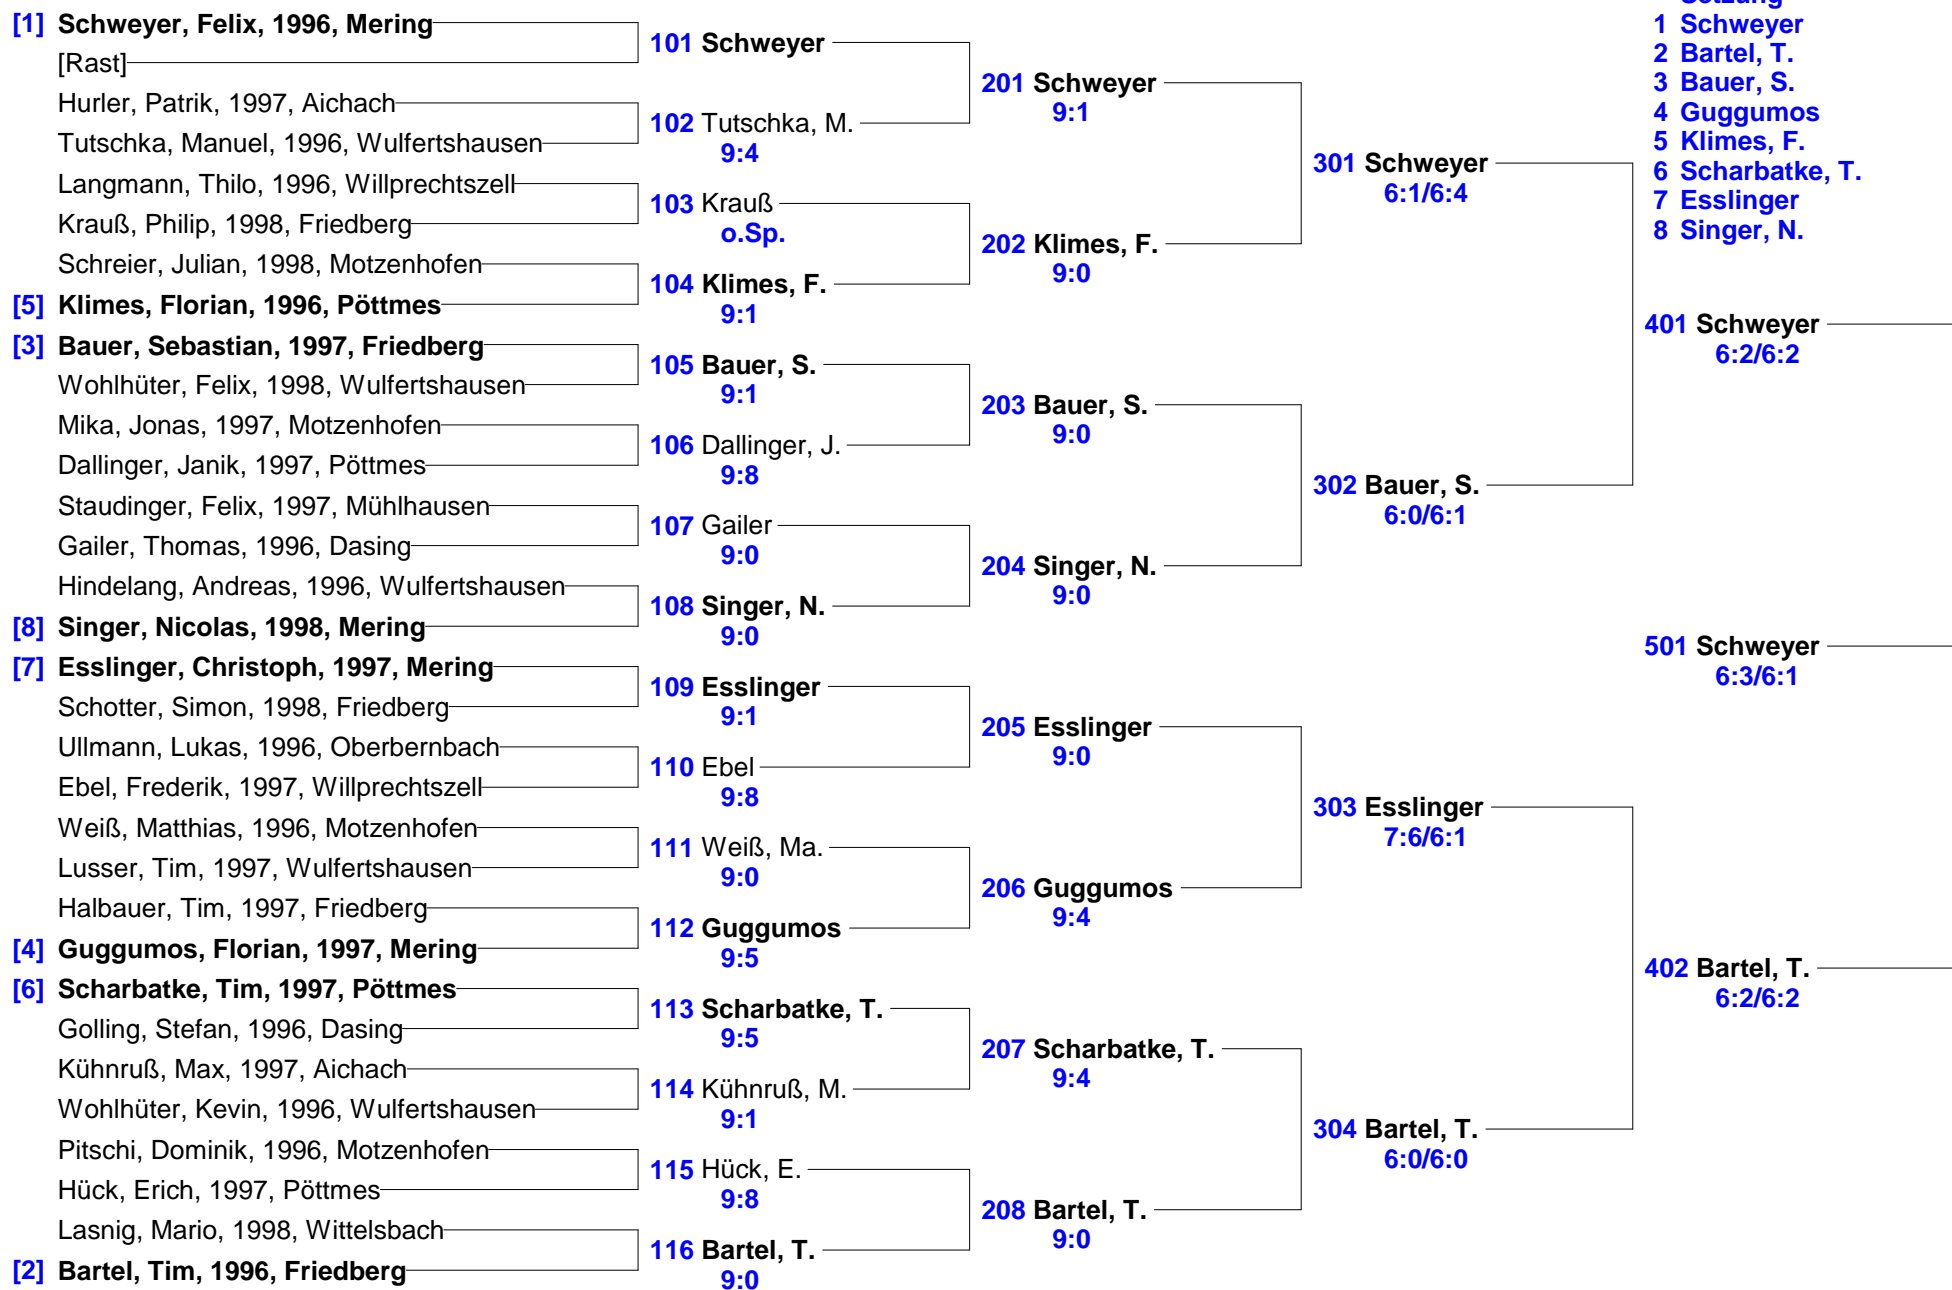 [1] Schweyer, Felix, 1996, Mering
[Rast]
Hurler, Patrik, 1997, Aichach
Tutschka, Manuel, 1996, Wulfertshausen
Langmann, Thilo, 1996, Willprechtszell
Krauß, Philip, 1998, Friedberg
Schreier, Julian, 1998, Motzenhofen
[5] Klimes, Florian, 1996, Pöttmes
[3] Bauer, Sebastian, 1997, Friedberg
Wohlhüter, Felix, 1998, Wulfertshausen
Mika, Jonas, 1997, Motzenhofen
Dallinger, Janik, 1997, Pöttmes
Staudinger, Felix, 1997, Mühlhausen
Gailer, Thomas, 1996, Dasing
Hindelang, Andreas, 1996, Wulfertshausen
[8] Singer, Nicolas, 1998, Mering
[7] Esslinger, Christoph, 1997, Mering
Schotter, Simon, 1998, Friedberg
Ullmann, Lukas, 1996, Oberbernbach
Ebel, Frederik, 1997, Willprechtszell
Weiß, Matthias, 1996, Motzenhofen
Lusser, Tim, 1997, Wulfertshausen
Halbauer, Tim, 1997, Friedberg
[4] Guggumos, Florian, 1997, Mering
[6] Scharbatke, Tim, 1997, Pöttmes
Golling, Stefan, 1996, Dasing
Kühnruß, Max, 1997, Aichach
Wohlhüter, Kevin, 1996, Wulfertshausen
Pitschi, Dominik, 1996, Motzenhofen
Hück, Erich, 1997, Pöttmes
Lasnig, Mario, 1998, Wittelsbach
[2] Bartel, Tim, 1996, Friedberg
101 Schweyer
102 Tutschka, M.
9:4
103 Krauß
o.Sp.
104 Klimes, F.
9:1
105 Bauer, S.
9:1
106 Dallinger, J.
9:8
107 Gailer
9:0
108 Singer, N.
9:0
109 Esslinger
9:1
110 Ebel
9:8
111 Weiß, Ma.
9:0
112 Guggumos
9:5
113 Scharbatke, T.
9:5
114 Kühnruß, M.
9:1
115 Hück, E.
9:8
116 Bartel, T.
9:0
201 Schweyer
9:1
202 Klimes, F.
9:0
203 Bauer, S.
9:0
204 Singer, N.
9:0
205 Esslinger
9:0
206 Guggumos
9:4
207 Scharbatke, T.
9:4
208 Bartel, T.
9:0
301 Schweyer
6:1/6:4
302 Bauer, S.
6:0/6:1
303 Esslinger
7:6/6:1
304 Bartel, T.
6:0/6:0
Setzung
1 Schweyer
2 Bartel, T.
3 Bauer, S.
4 Guggumos
5 Klimes, F.
6 Scharbatke, T.
7 Esslinger
8 Singer, N.
401 Schweyer
6:2/6:2
501 Schweyer
6:3/6:1
402 Bartel, T.
6:2/6:2